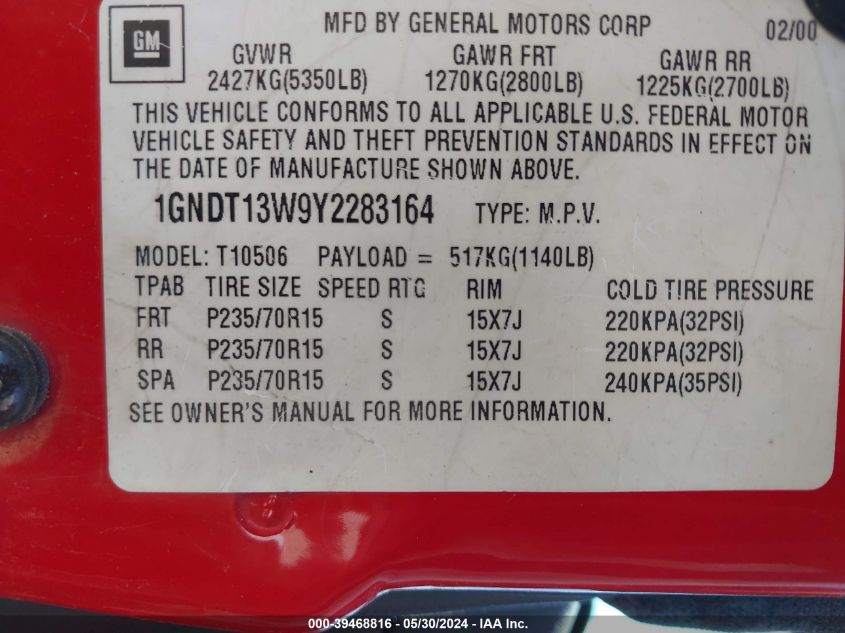 GM
MFD BY GENERAL MOTORS CORP 02/00
GVWR GAWR FRT GAWR RR
2427KG(5350LB) 1270KG(2800LB) 1225KG(2700LB)
THIS VEHICLE CONFORMS TO ALL APPLICABLE U.S. FEDERAL MOTOR
VEHICLE SAFETY AND THEFT PREVENTION STANDARDS IN EFFECT ON
THE DATE OF MANUFACTURE SHOWN ABOVE.
1GNDT13W9Y2283164 TYPE: M.P.V.
MODEL: T10506 PAYLOAD = 517KG(1140LB)
TPAB TIRE SIZE SPEED RTG RIM COLD TIRE PRESSURE
FRT P235/70R15 S 15X7J 220KPA(32PSI)
RR P235/70R15 S 15X7J 220KPA(32PSI)
SPA P235/70R15 S 15X7J 240KPA(35PSI)
SEE OWNER'S MANUAL FOR MORE INFORMATION.
000-39468816 - 05/30/2024 - IAA Inc.